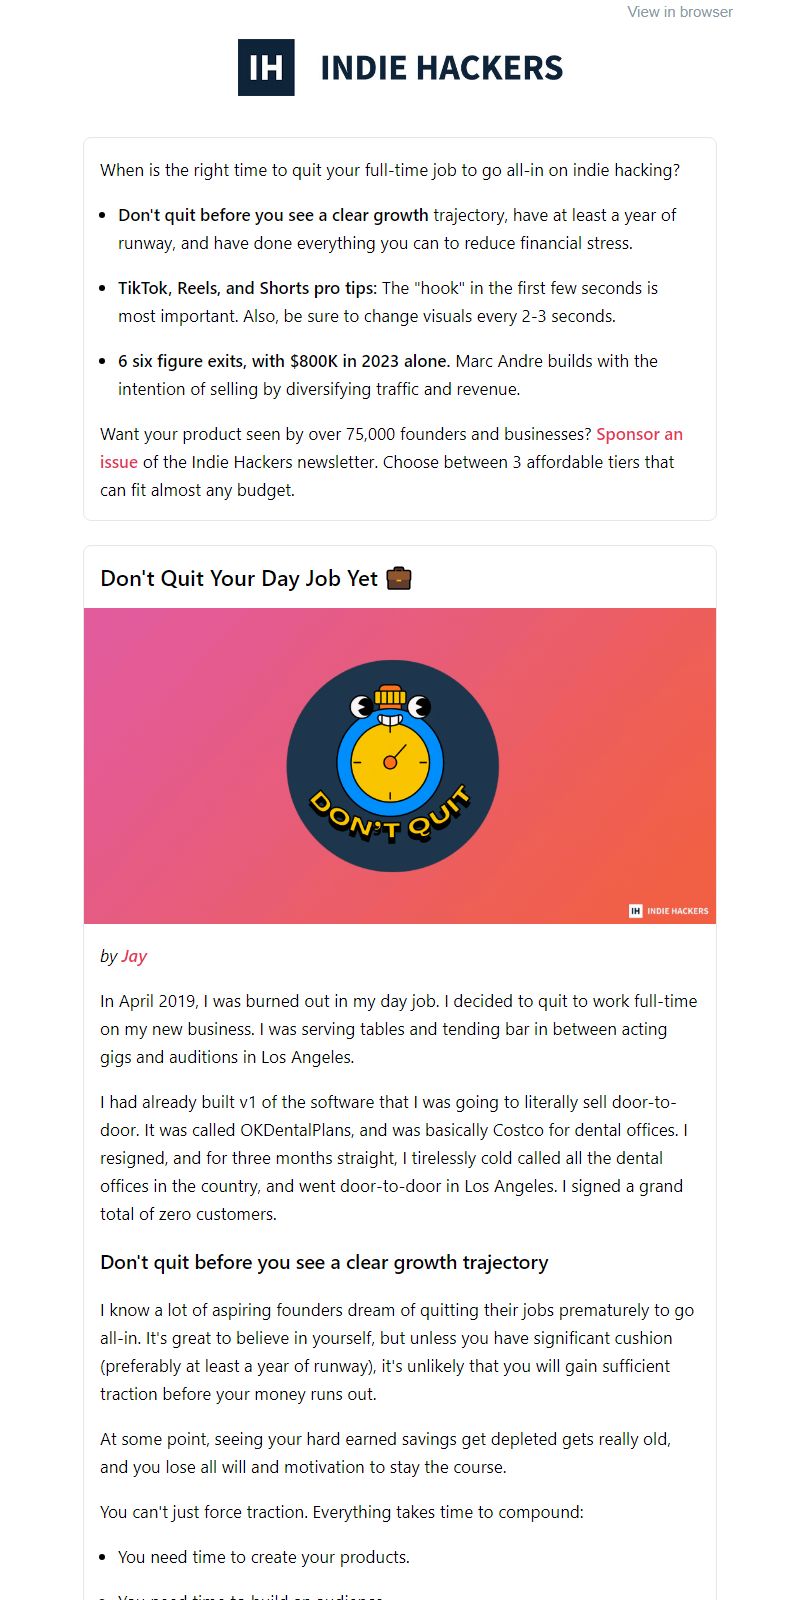 View in browser
IH INDIE HACKERS
When is the right time to quit your full-time job to go all-in on indie hacking?
• Don't quit before you see a clear growth trajectory, have at least a year of
runway, and have done everything you can to reduce financial stress.
• TikTok, Reels, and Shorts pro tips: The "hook" in the first few seconds is
most important. Also, be sure to change visuals every 2-3 seconds.
• 6 six figure exits, with $800K in 2023 alone. Marc Andre builds with the
intention of selling by diversifying traffic and revenue.
Want your product seen by over 75,000 founders and businesses? Sponsor an
issue of the Indie Hackers newsletter. Choose between 3 affordable tiers that
can fit almost any budget.
Don't Quit Your Day Job Yet
DON'T QUIT
IH INDIE HACKERS
by Jay
In April 2019, I was burned out in my day job. I decided to quit to work full-time
on my new business. I was serving tables and tending bar in between acting
gigs and auditions in Los Angeles.
I had already built v1 of the software that I was going to literally sell door-to-
door. It was called OKDentalPlans, and was basically Costco for dental offices. I
resigned, and for three months straight, I tirelessly cold called all the dental
offices in the country, and went door-to-door in Los Angeles. I signed a grand
total of zero customers.
Don't quit before you see a clear growth trajectory
I know a lot of aspiring founders dream of quitting their jobs prematurely to go
all-in. It's great to believe in yourself, but unless you have significant cushion
(preferably at least a year of runway), it's unlikely that you will gain sufficient
traction before your money runs out.
At some point, seeing your hard earned savings get depleted gets really old,
and you lose all will and motivation to stay the course.
You can't just force traction. Everything takes time to compound:
• You need time to create your products.
• You need time to build an audience.